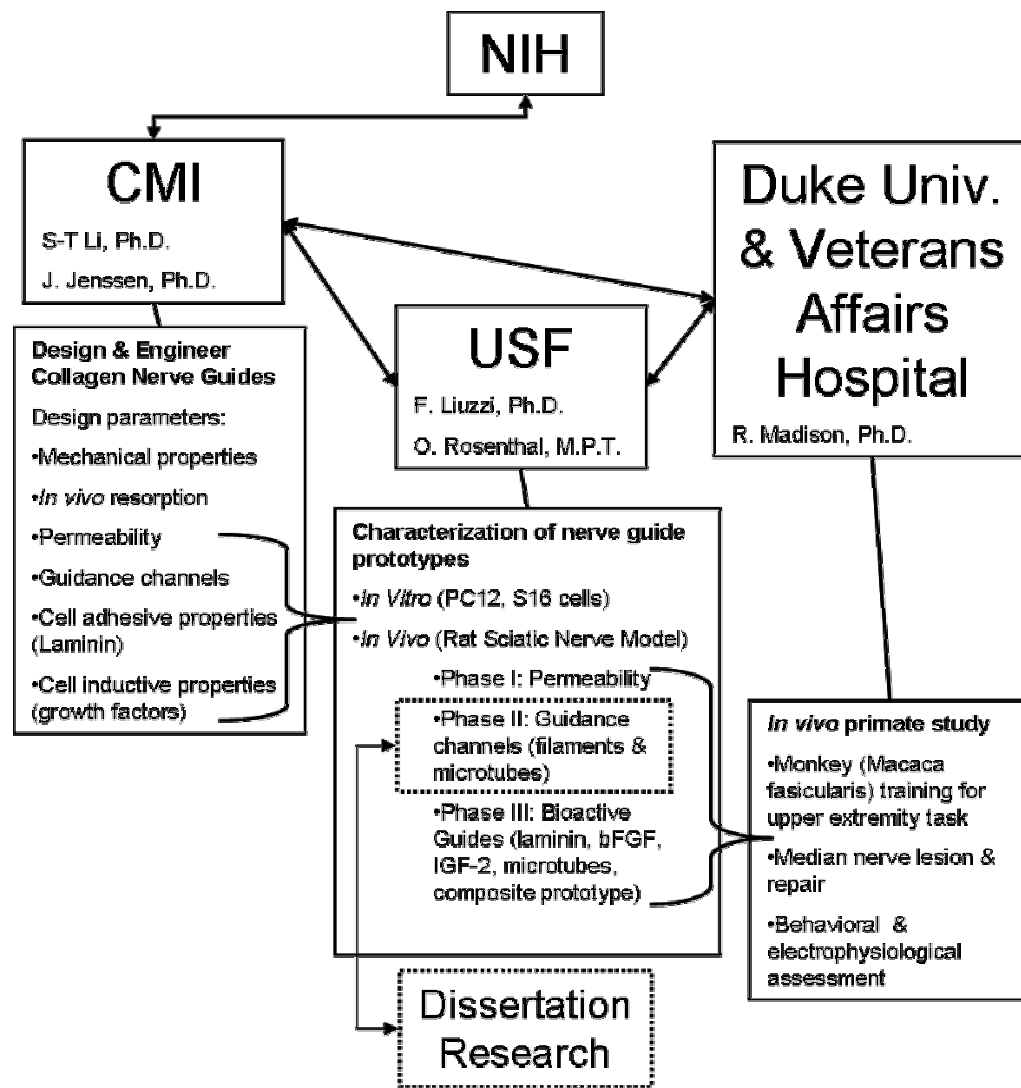 NIH
CMI
S-T Li, Ph.D.
J. Jenssen, Ph.D.
Duke Univ.
& Veterans
Affairs
Hospital
R. Madison, Ph.D.
USF
F. Liuzzi, Ph.D.
O. Rosenthal, M.P.T.
Design & Engineer
Collagen Nerve Guides
Design parameters:
•Mechanical properties
•In vivo resorption
•Permeability
•Guidance channels
•Cell adhesive properties
(Laminin)
•Cell inductive properties
(growth factors)
Characterization of nerve guide
prototypes
•In Vitro (PC12, S16 cells)
•In Vivo (Rat Sciatic Nerve Model)
•Phase I: Permeability
•Phase II: Guidance
channels (filaments &
microtubes)
•Phase III: Bioactive
Guides (laminin, bFGF,
IGF-2, microtubes,
composite prototype)
In vivo primate study
•Monkey (Macaca
fasicularis) training for
upper extremity task
•Median nerve lesion &
repair
•Behavioral &
electrophysiological
assessment
Dissertation
Research